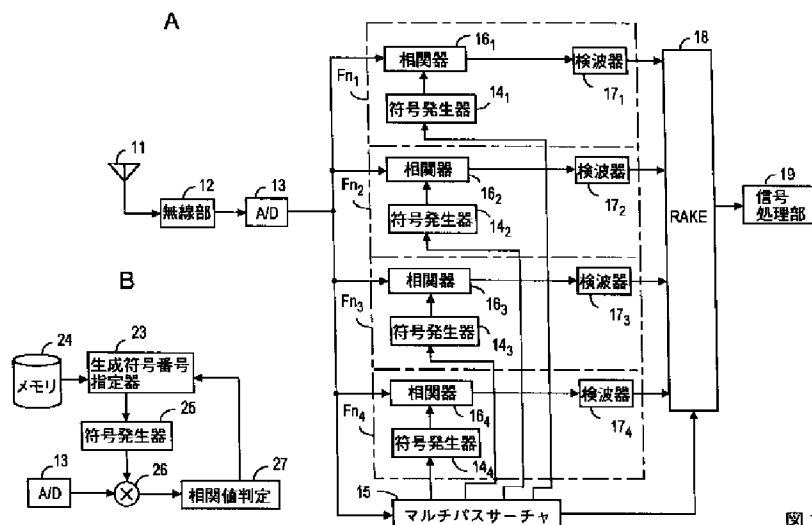 A
11
12
無線部
13
A/D
Fn1
相関器
161
符号発生器
141
検波器
171
Fn2
相関器
162
符号発生器
142
検波器
172
Fn3
相関器
163
符号発生器
143
検波器
173
Fn4
相関器
164
符号発生器
144
検波器
174
15
マルチパスサーチャ
18
RAKE
19
信号
処理部
B
24
メモリ
23
生成符号番号
指定器
25
符号発生器
13
A/D
26
27
相関値判定